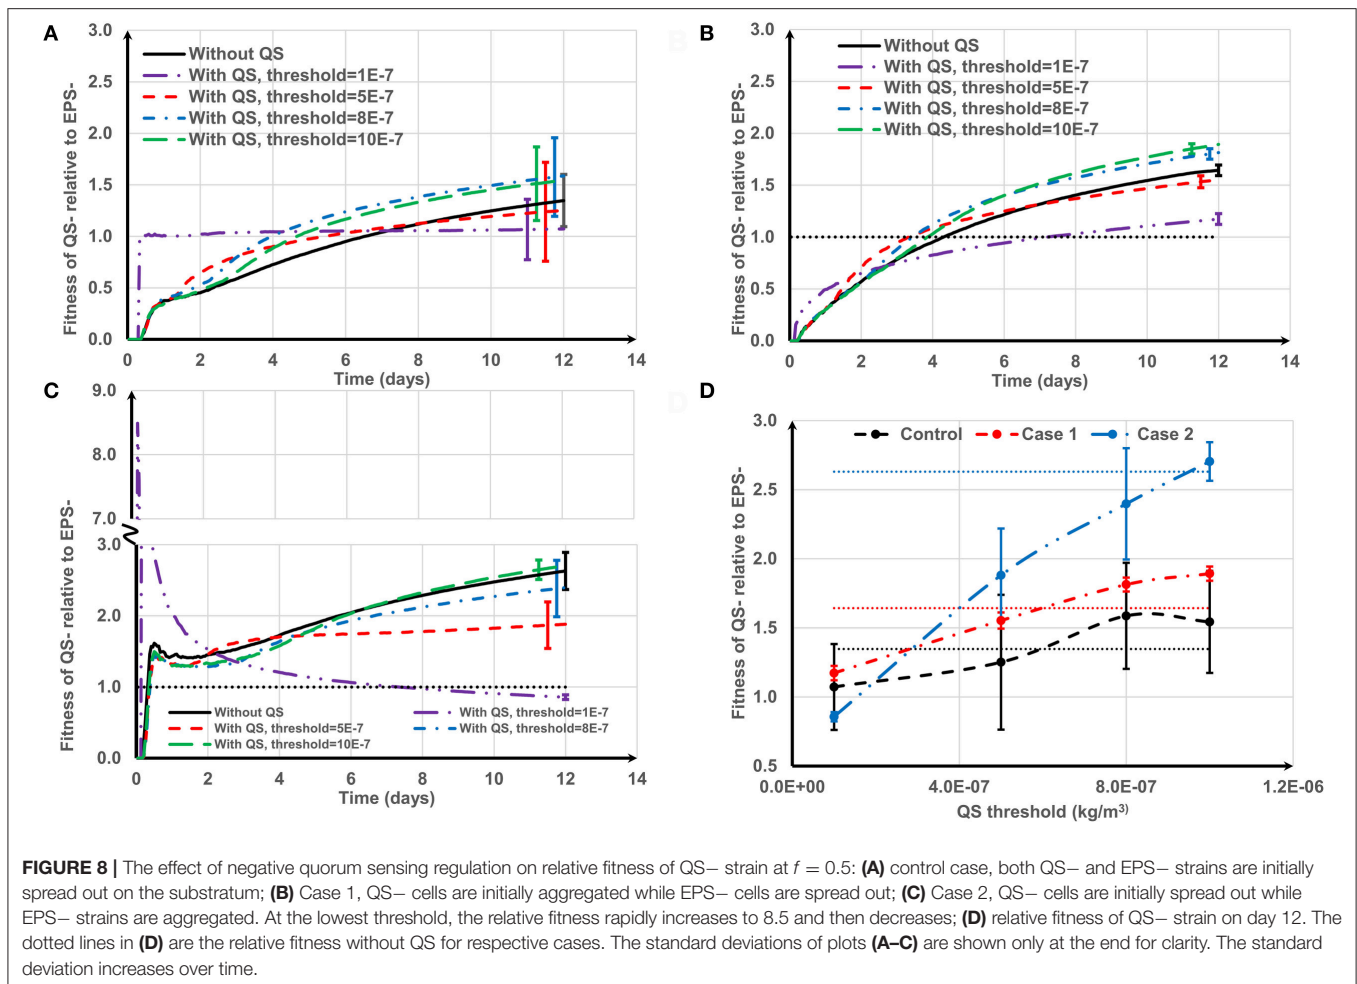 A
Fitness of QS- relative to EPS-
3.0
2.5
2.0
1.5
1.0
0.5
0.0
Without QS
With QS, threshold=1E-7
With QS, threshold=5E-7
With QS, threshold=8E-7
With QS, threshold=10E-7
0 2 4 6 8 10 12 14
Time (days)
B
Fitness of QS- relative to EPS-
3.0
2.5
2.0
1.5
1.0
0.5
0.0
Without QS
With QS, threshold=1E-7
With QS, threshold=5E-7
With QS, threshold=8E-7
With QS, threshold=10E-7
0 2 4 6 8 10 12 14
Time (days)
C
Fitness of QS- relative to EPS-
9.0
8.0
7.0
3.0
2.0
1.0
0.0
Without QS With QS, threshold=1E-7
With QS, threshold=5E-7 With QS, threshold=8E-7
With QS, threshold=10E-7
0 2 4 6 8 10 12 14
Time (days)
D
Fitness of QS- relative to EPS-
3.0
2.5
2.0
1.5
1.0
0.5
Control Case 1 Case 2
0.0E+00 4.0E-07 8.0E-07 1.2E-06
QS threshold (kg/m³)
B
D
FIGURE 8 | The effect of negative quorum sensing regulation on relative fitness of QS− strain at f = 0.5: (A) control case, both QS− and EPS− strains are initially
spread out on the substratum; (B) Case 1, QS− cells are initially aggregated while EPS− cells are spread out; (C) Case 2, QS− cells are initially spread out while
EPS− strains are aggregated. At the lowest threshold, the relative fitness rapidly increases to 8.5 and then decreases; (D) relative fitness of QS− strain on day 12. The
dotted lines in (D) are the relative fitness without QS for respective cases. The standard deviations of plots (A–C) are shown only at the end for clarity. The standard
deviation increases over time.